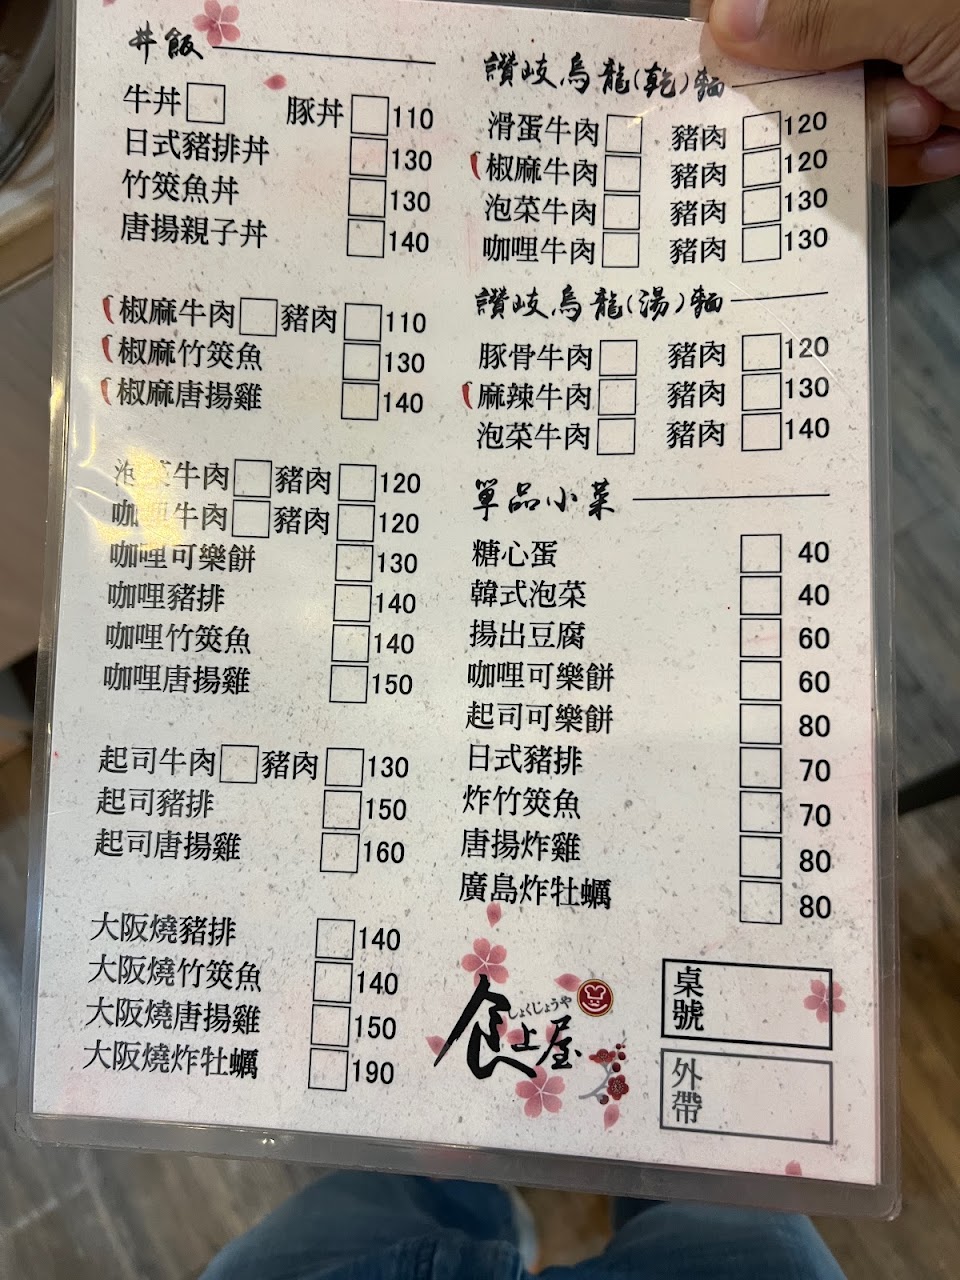 丼飯
牛丼 豚丼 110
日式豬排丼 130
竹筴魚丼 130
唐揚親子丼 140
椒麻牛肉 豬肉 110
椒麻竹筴魚 130
椒麻唐揚雞 140
泡菜牛肉 豬肉 120
咖哩牛肉 豬肉 120
咖哩可樂餅 130
咖哩豬排 140
咖哩竹筴魚 140
咖哩唐揚雞 150
起司牛肉 豬肉 130
起司豬排 150
起司唐揚雞 160
大阪燒豬排 140
大阪燒竹筴魚 140
大阪燒唐揚雞 150
大阪燒炸牡蠣 190
讚岐烏龍(乾)麵
滑蛋牛肉 豬肉 120
椒麻牛肉 豬肉 120
泡菜牛肉 豬肉 130
咖哩牛肉 豬肉 130
讚岐烏龍(湯)麵
豚骨牛肉 豬肉 120
麻辣牛肉 豬肉 130
泡菜牛肉 豬肉 140
單品小菜
糖心蛋 40
韓式泡菜 40
揚出豆腐 60
咖哩可樂餅 60
起司可樂餅 80
日式豬排 70
炸竹筴魚 70
唐揚炸雞 80
廣島炸牡蠣 80
しょくじょうや
食上屋
桌號
外帶